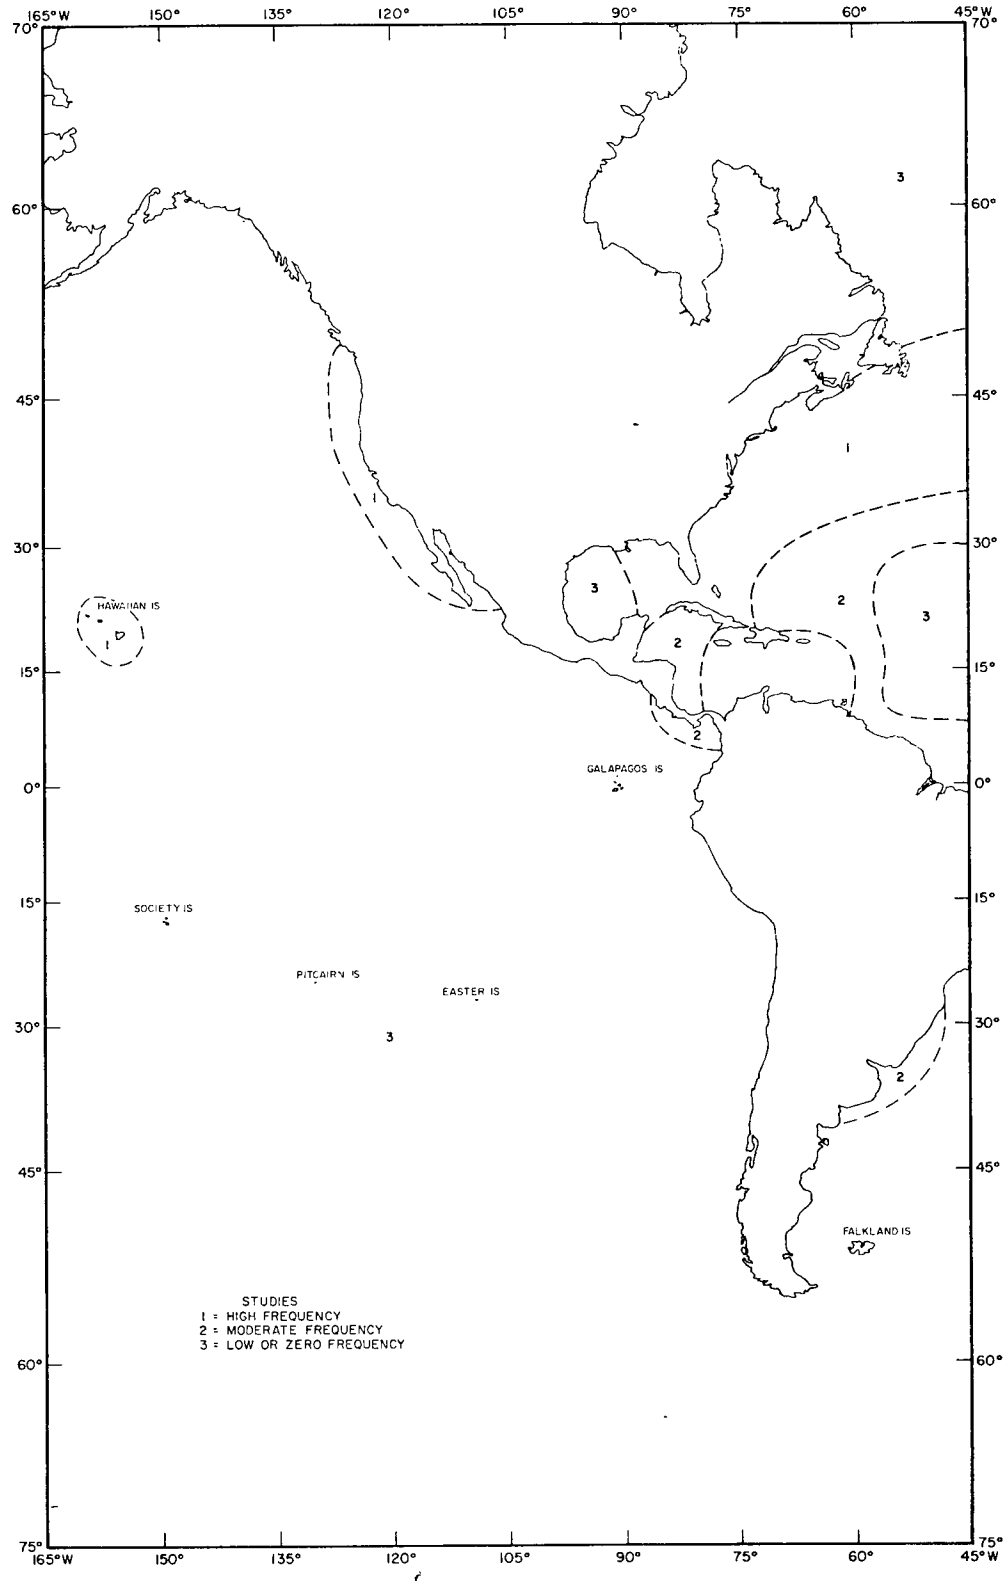 165°W 150° 135° 120° 105° 90° 75° 60° 45°W
70° 70°
3
60° 60°
45° 45°
1
1
30° 30°
3
2
3
HAWAIIAN IS
1
2
15° 15°
2
GALAPAGOS IS
0° 0°
15° 15°
SOCIETY IS
PITCAIRN IS
EASTER IS
30° 30°
3
2
45° 45°
FALKLAND IS
STUDIES
1 = HIGH FREQUENCY
2 = MODERATE FREQUENCY
3 = LOW OR ZERO FREQUENCY
60° 60°
75° 75°
165°W 150° 135° 120° 105° 90° 75° 60° 45°W